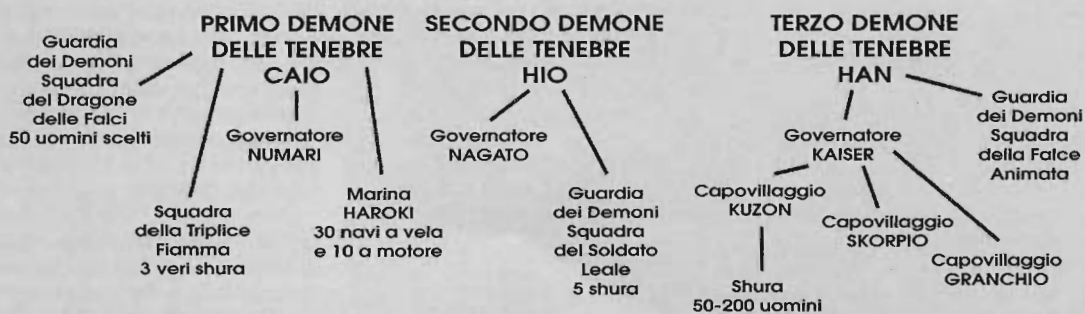 PRIMO DEMONE
DELLE TENEBRE
CAIO
Guardia
dei Demoni
Squadra
del Dragone
delle Falci
50 uomini scelti
Governatore
NUMARI
Squadra
della Triplice
Fiamma
3 veri shura
Marina
HAROKI
30 navi a vela
e 10 a motore
SECONDO DEMONE
DELLE TENEBRE
HIO
Governatore
NAGATO
Guardia
dei Demoni
Squadra
del Soldato
Leale
5 shura
TERZO DEMONE
DELLE TENEBRE
HAN
Governatore
KAISER
Guardia
dei Demoni
Squadra
della Falce
Animata
Capovillaggio
KUZON
Capovillaggio
SKORPIO
Capovillaggio
GRANCHIO
Shura
50-200 uomini